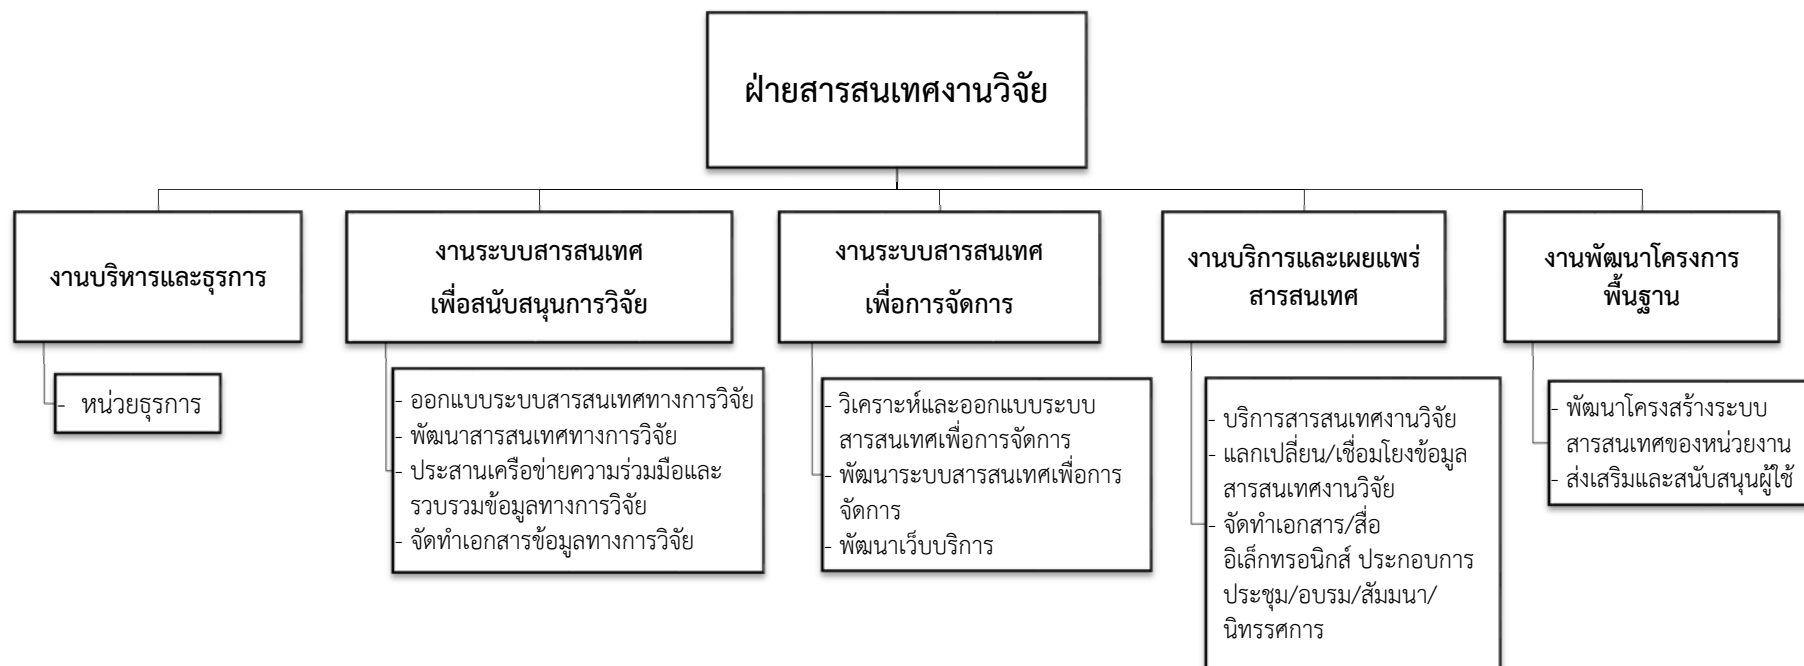 ฝ่ายสารสนเทศงานวิจัย
งานบริหารและธุรการ
- หน่วยธุรการ
งานระบบสารสนเทศ
เพื่อสนับสนุนการวิจัย
- ออกแบบระบบสารสนเทศทางการวิจัย
- พัฒนาสารสนเทศทางการวิจัย
- ประสานเครือข่ายความร่วมมือและ
รวบรวมข้อมูลทางการวิจัย
- จัดทำเอกสารข้อมูลทางการวิจัย
งานระบบสารสนเทศ
เพื่อการจัดการ
- วิเคราะห์และออกแบบระบบ
สารสนเทศเพื่อการจัดการ
- พัฒนาระบบสารสนเทศเพื่อการ
จัดการ
- พัฒนาเว็บบริการ
งานบริการและเผยแพร่
สารสนเทศ
- บริการสารสนเทศงานวิจัย
- แลกเปลี่ยน/เชื่อมโยงข้อมูล
สารสนเทศงานวิจัย
- จัดทำเอกสาร/สื่อ
อิเล็กทรอนิกส์ ประกอบการ
ประชุม/อบรม/สัมมนา/
นิทรรศการ
งานพัฒนาโครงการ
พื้นฐาน
- พัฒนาโครงสร้างระบบ
สารสนเทศของหน่วยงาน
- ส่งเสริมและสนับสนุนผู้ใช้